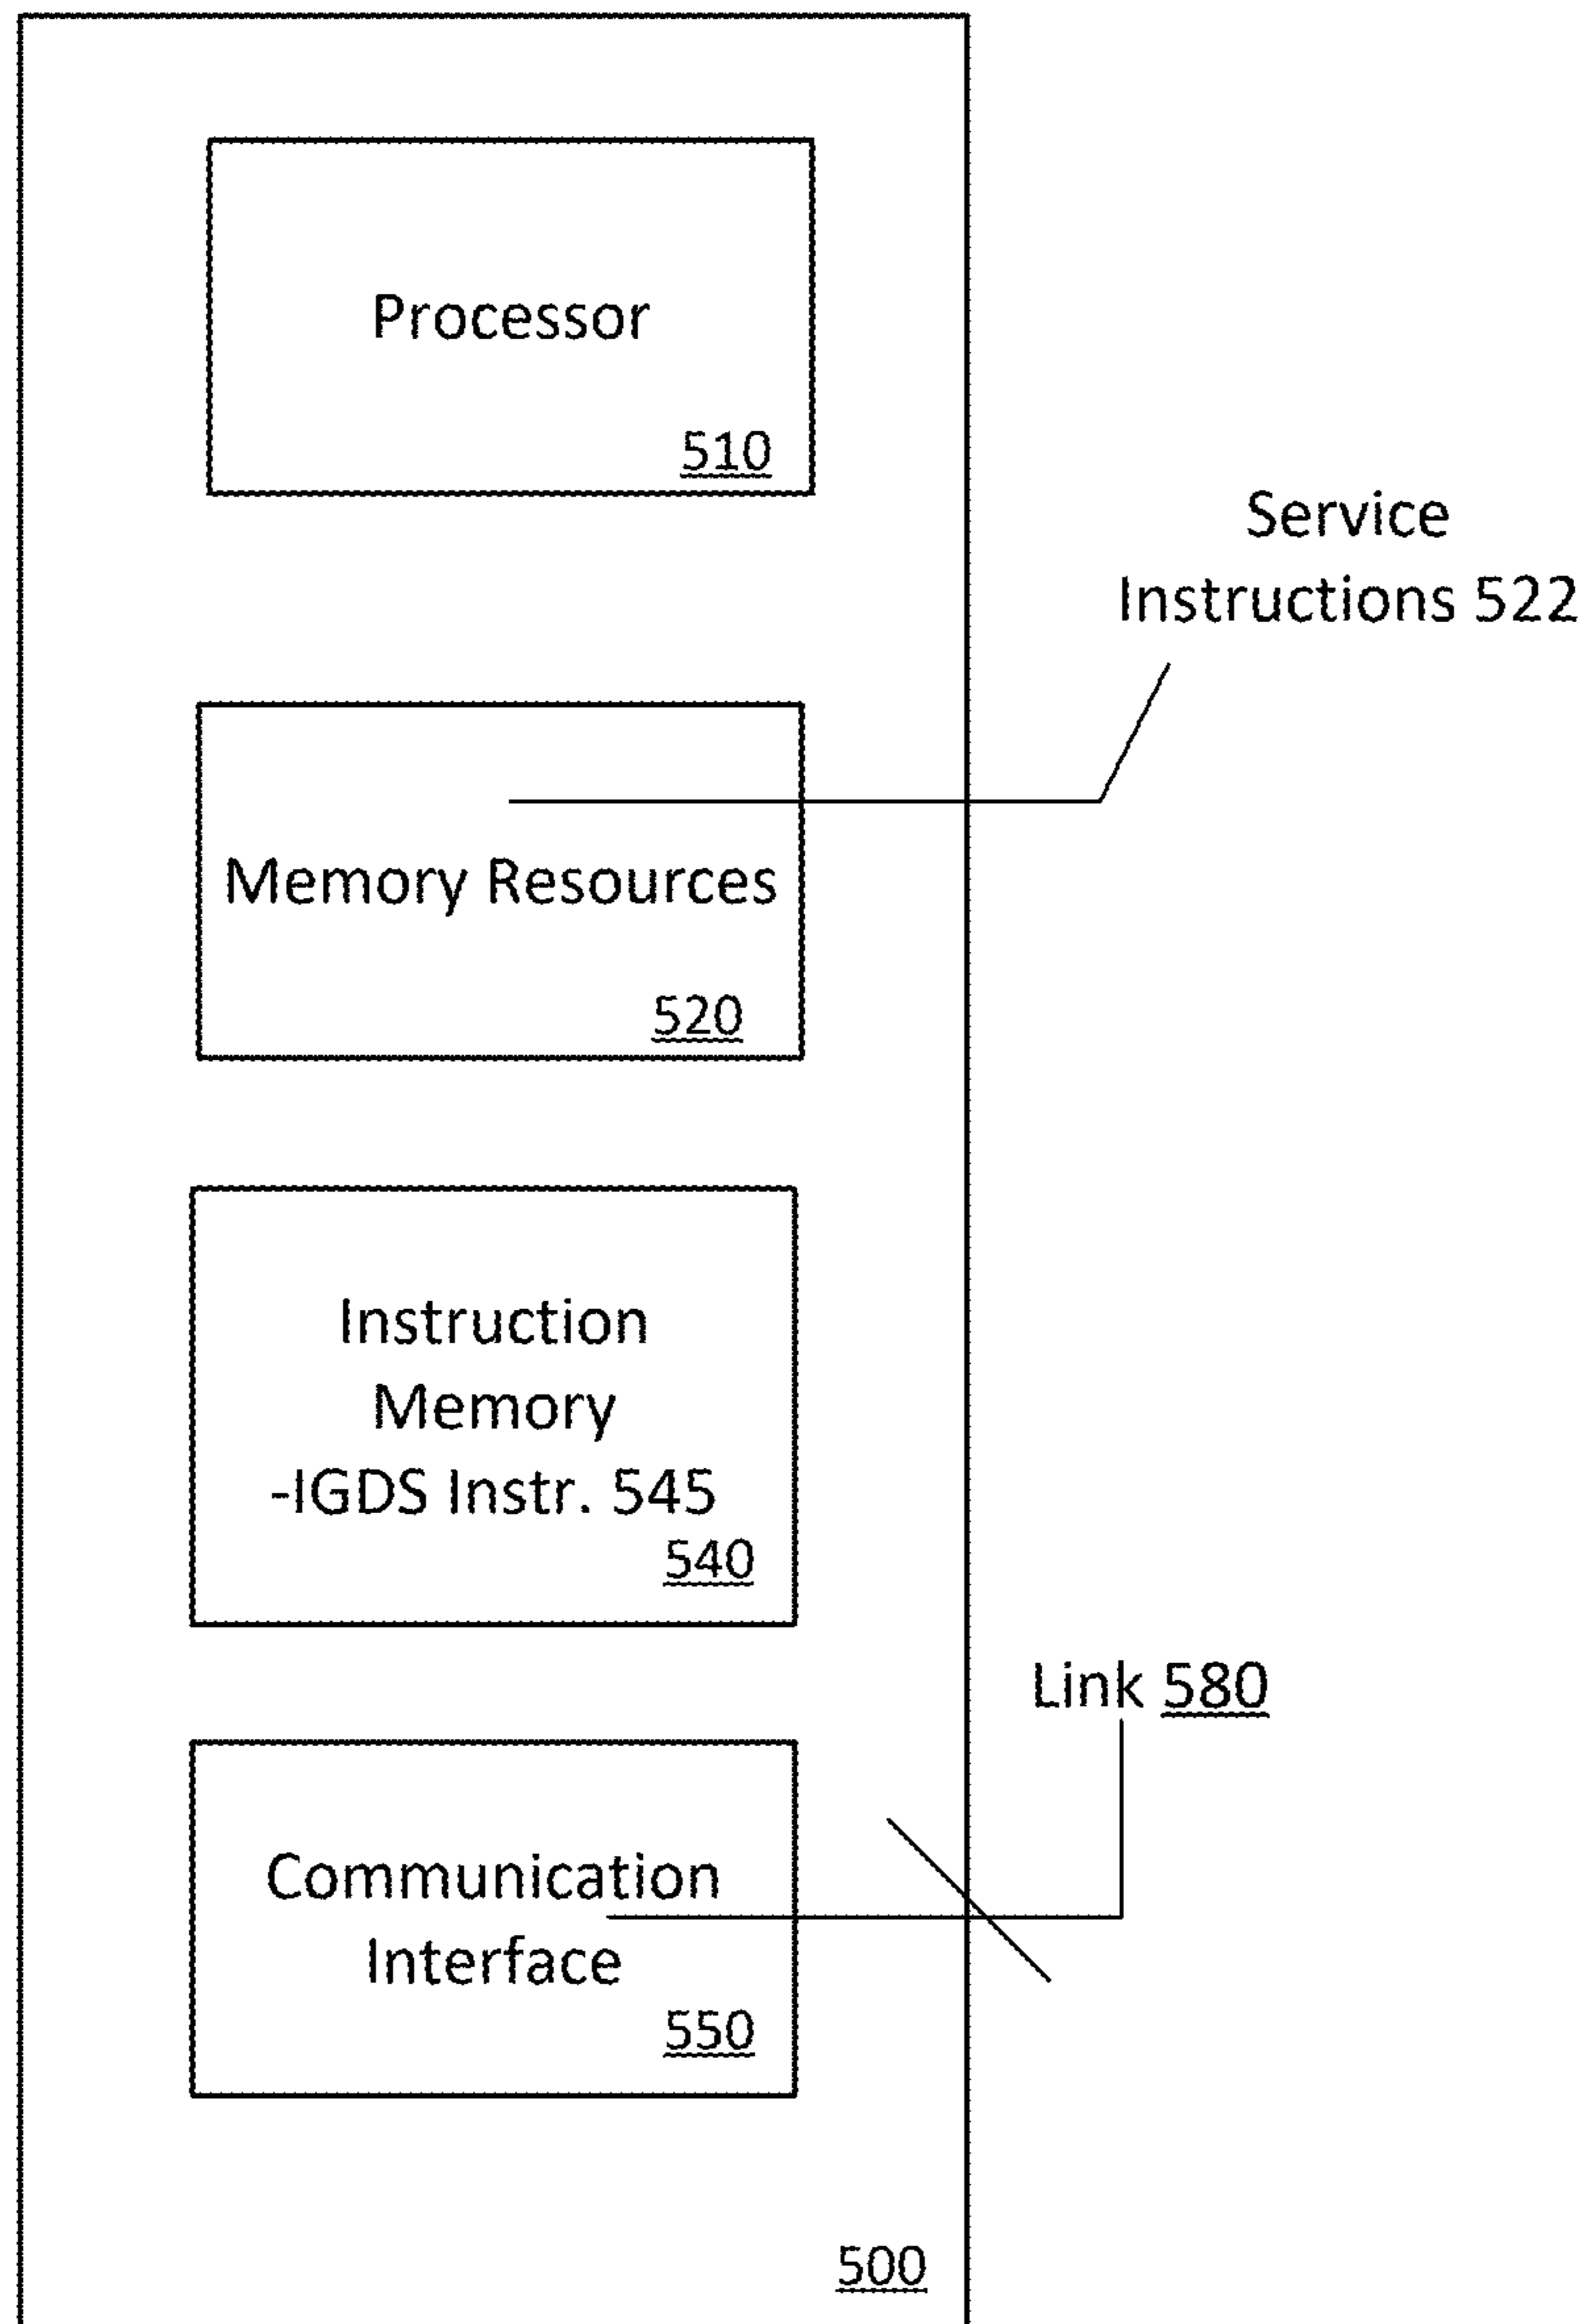 Processor
510
Service
Instructions 522
Memory Resources
520
Instruction
Memory
-IGDS Instr. 545
540
Link 580
Communication
Interface
550
500